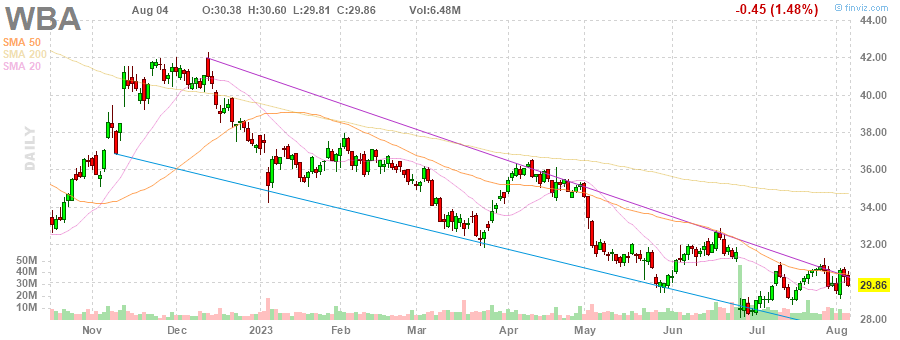 WBA Aug 04 O:30.38 H:30.60 L:29.81 C:29.86 Vol:6.48M -0.45 (1.48%) © finviz.com
SMA 50
SMA 200
SMA 20
DAILY
44.00
42.00
40.00
38.00
36.00
34.00
32.00
29.86
28.00
50M
40M
30M
20M
10M
Nov Dec 2023 Feb Mar Apr May Jun Jul Aug